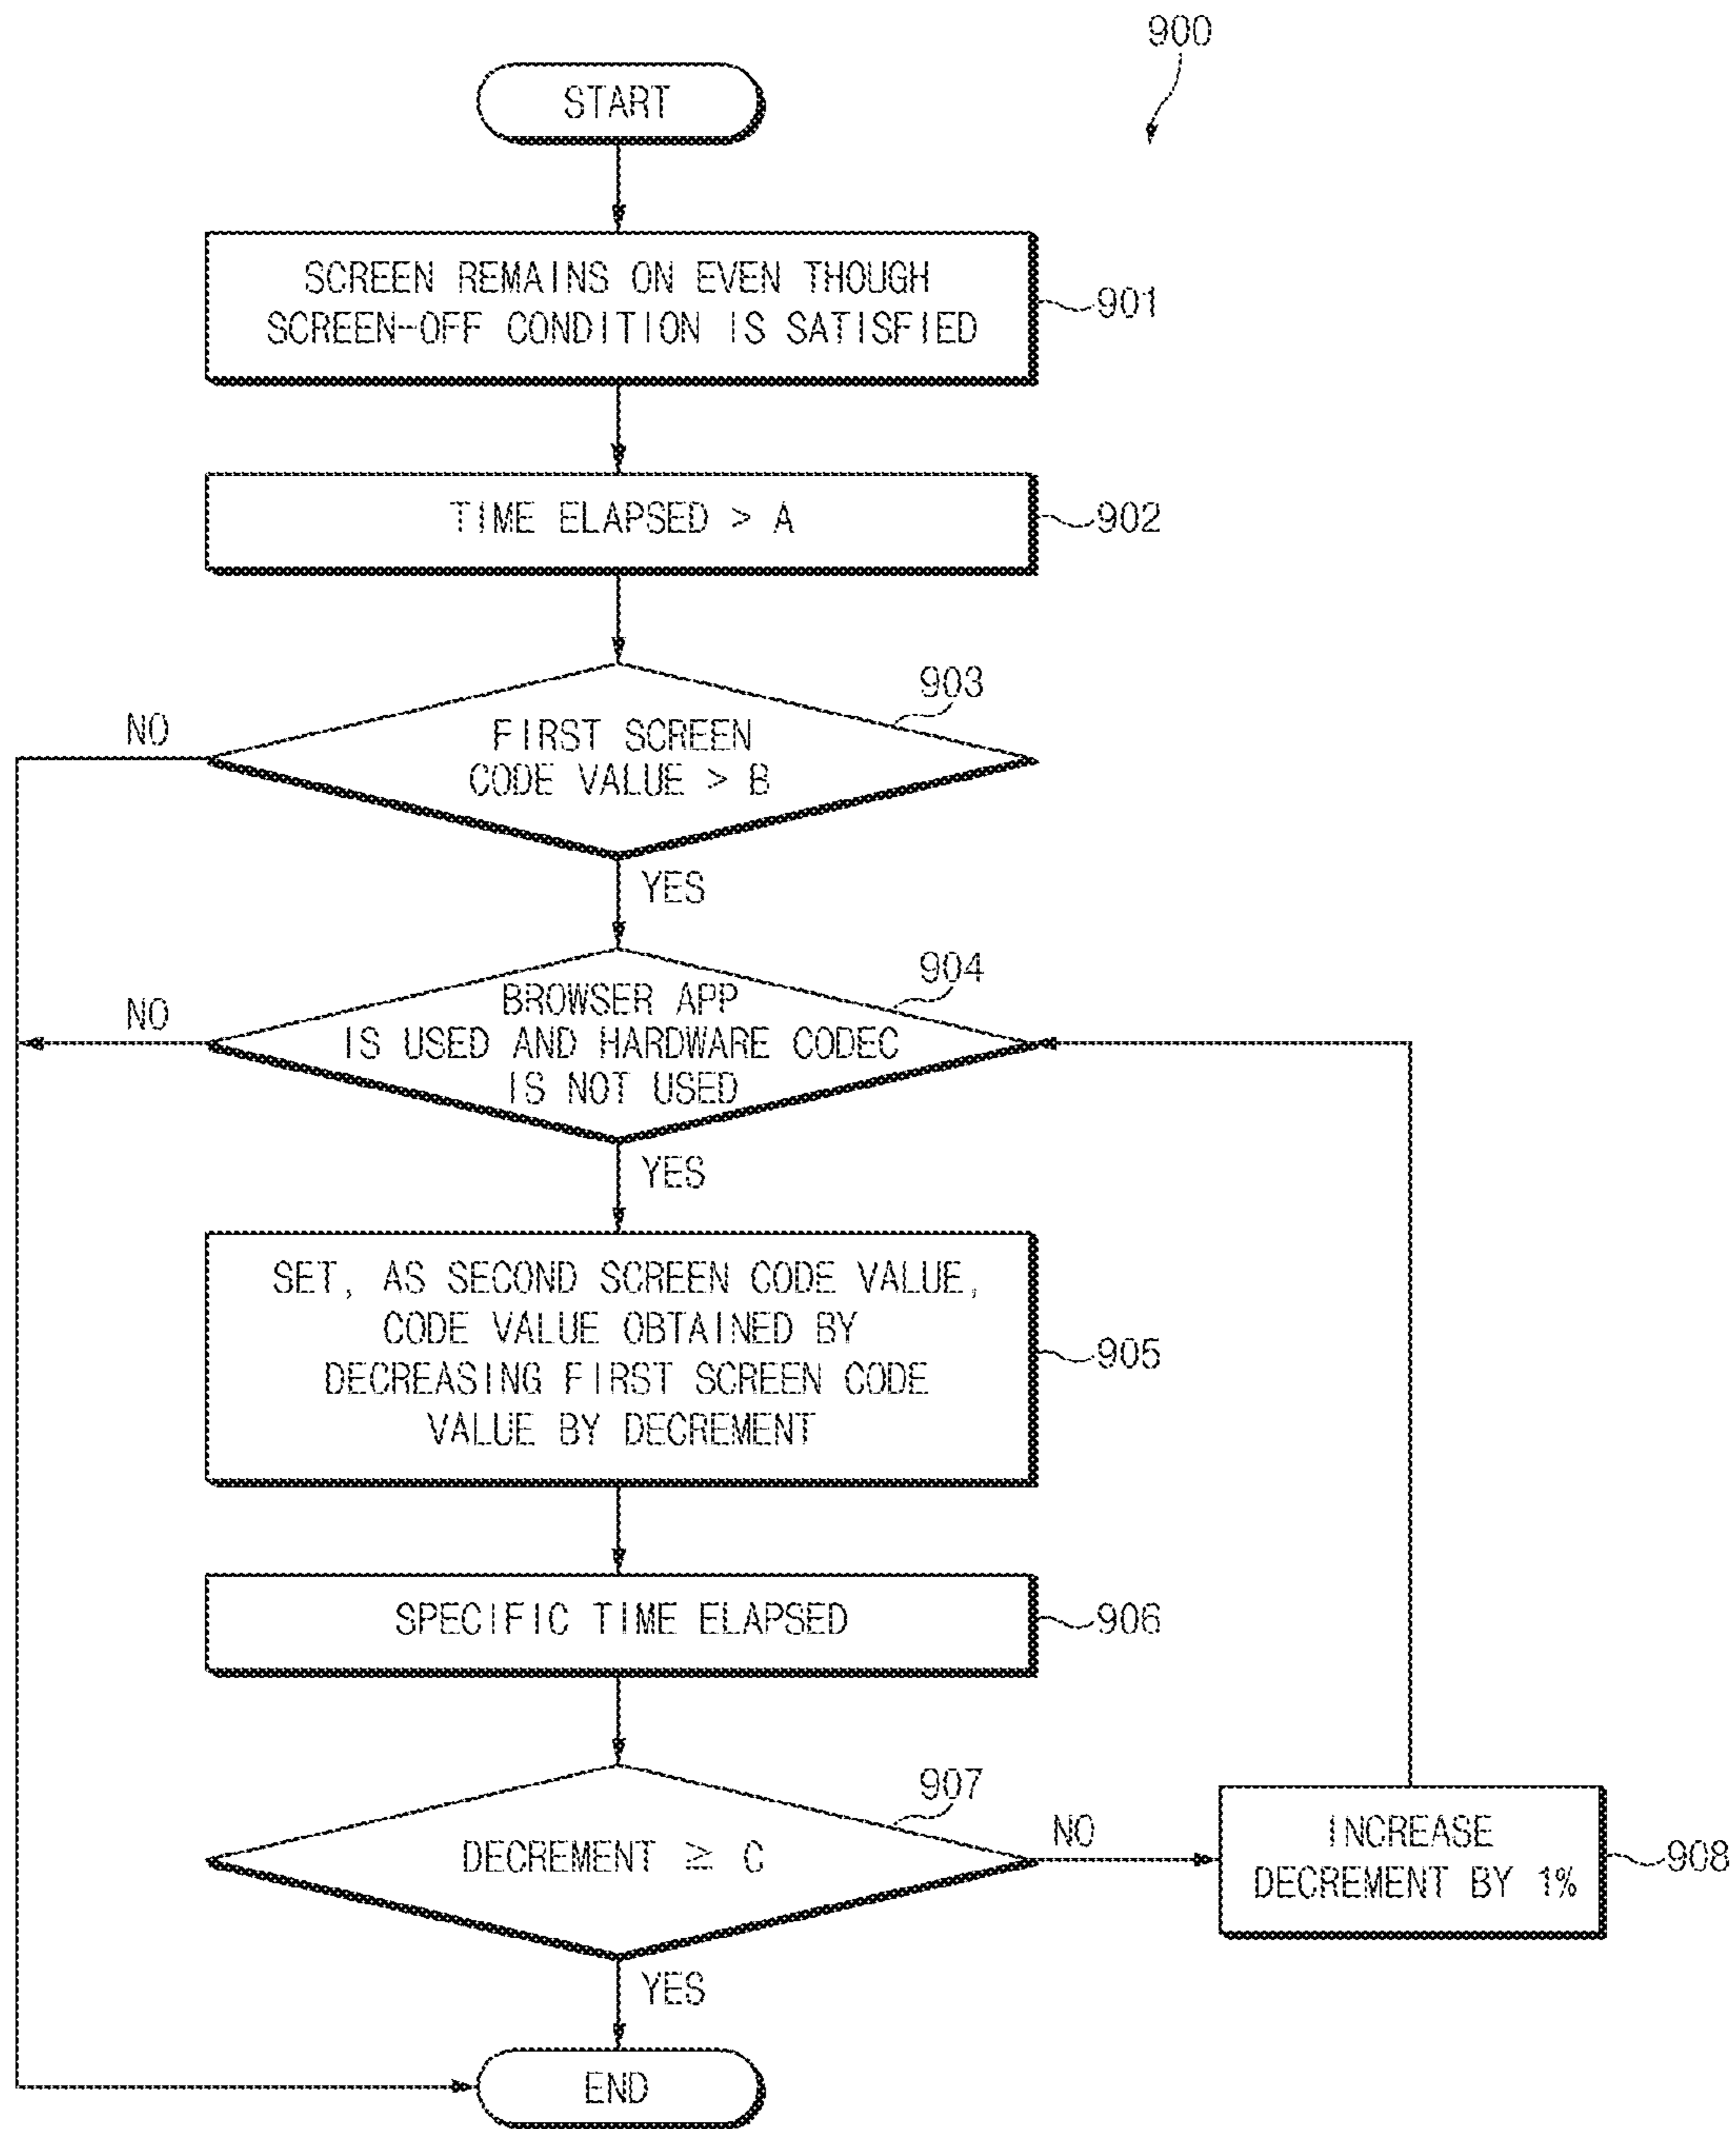 900
START
SCREEN REMAINS ON EVEN THOUGH
SCREEN-OFF CONDITION IS SATISFIED
901
TIME ELAPSED > A
902
903
NO
FIRST SCREEN
CODE VALUE > B
YES
904
NO
BROWSER APP
IS USED AND HARDWARE CODEC
IS NOT USED
YES
SET, AS SECOND SCREEN CODE VALUE,
CODE VALUE OBTAINED BY
DECREASING FIRST SCREEN CODE
VALUE BY DECREMENT
905
SPECIFIC TIME ELAPSED
906
907
DECREMENT ≧ C
NO
INCREASE
DECREMENT BY 1%
908
YES
END